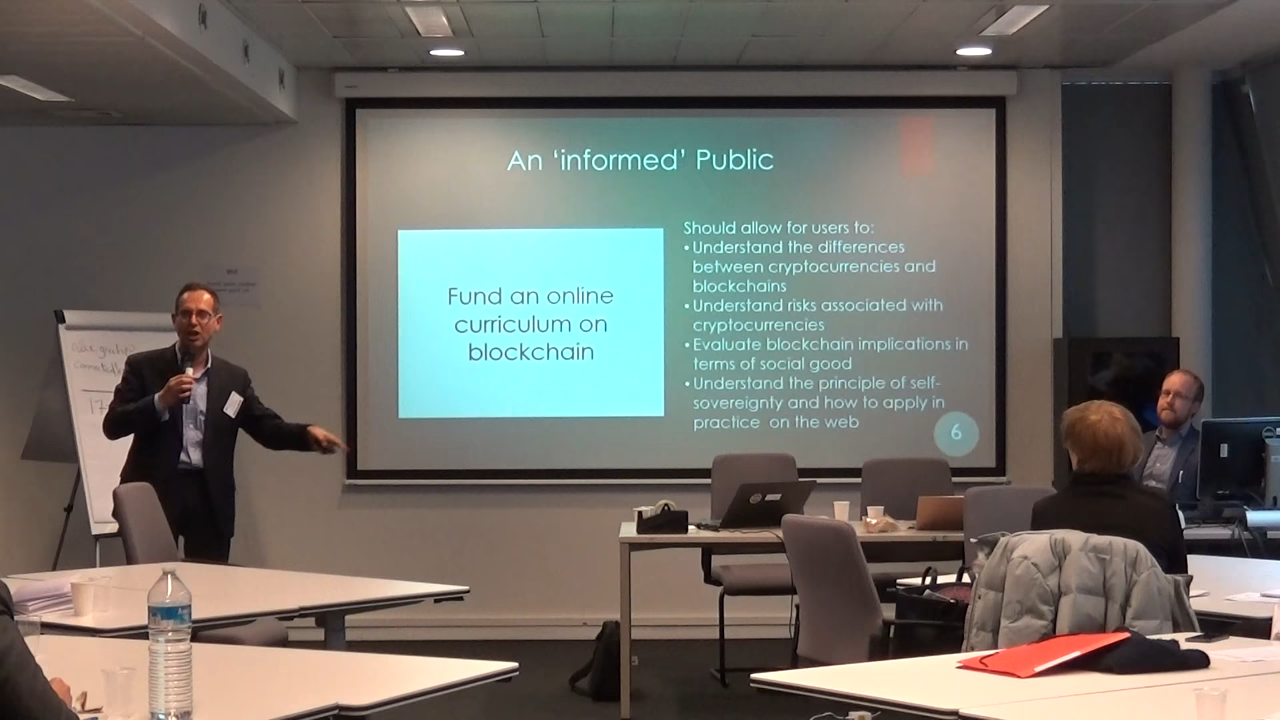 An ‘informed’ Public
Fund an online
curriculum on
blockchain
Should allow for users to:
• Understand the differences
between cryptocurrencies and
blockchains
• Understand risks associated with
cryptocurrencies
• Evaluate blockchain implications in
terms of social good
• Understand the principle of self-
sovereignty and how to apply in
practice on the web
6
17